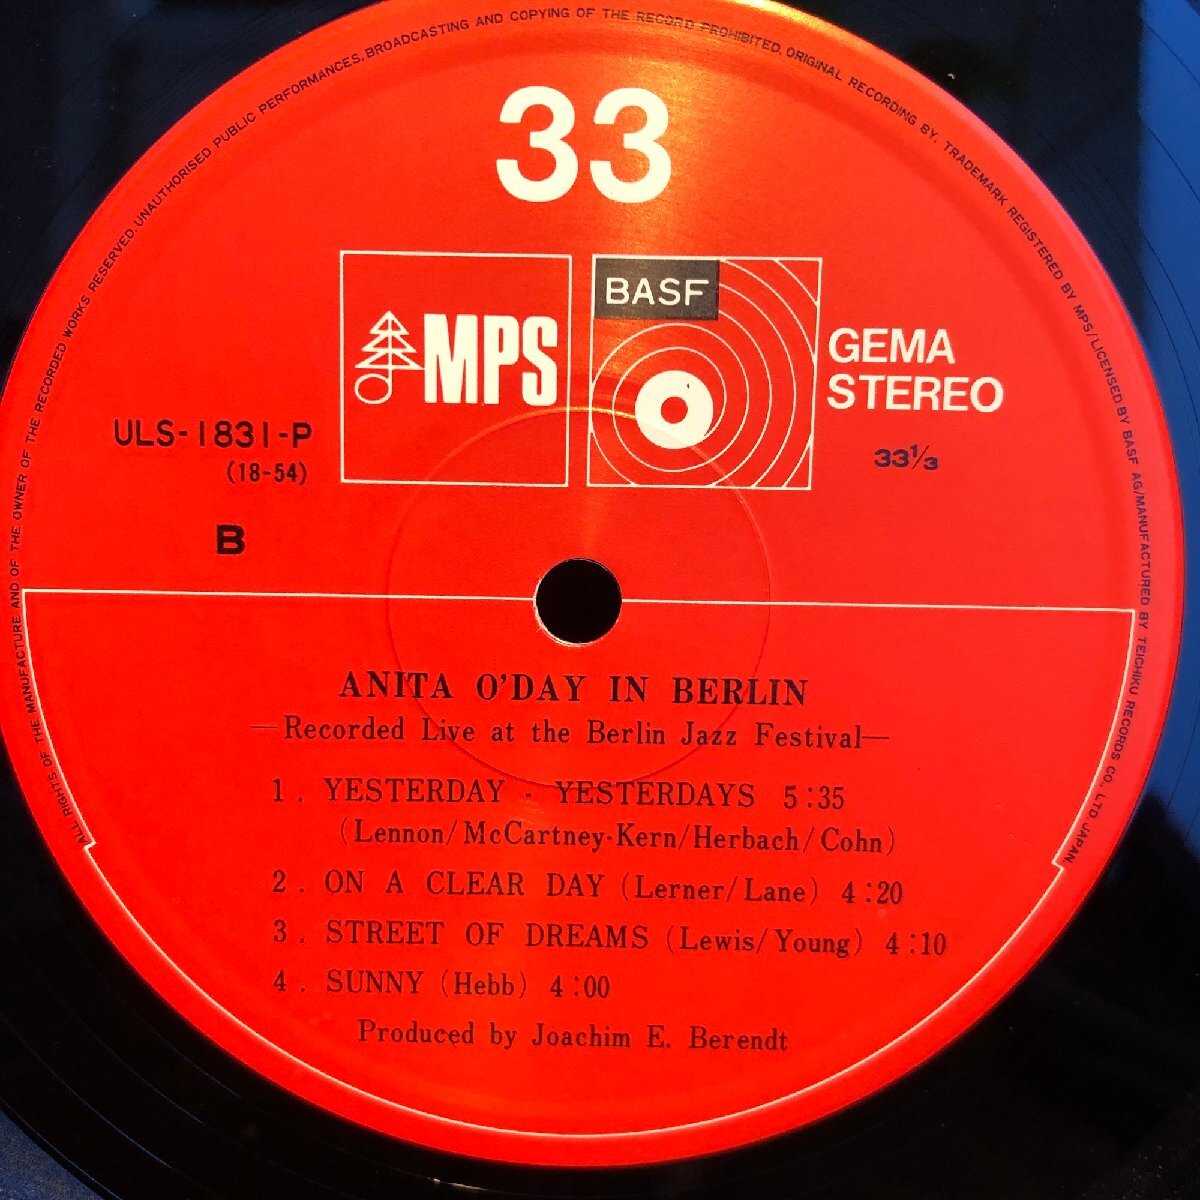 ALL RIGHTS OF THE MANUFACTURE AND OF THE OWNER OF THE RECORDED WORKS RESERVED. UNAUTHORISED PUBLIC PERFORMANCES, BROADCASTING AND COPYING OF THE RECORD PROHIBITED. ORIGINAL RECORDING BY, TRADEMARK REGISTERED BY MPS/LICENSED BY BASF AG/MANUFACTURED BY TEICHIKU RECORDS CO., LTD. JAPAN
33
MPS
BASF
GEMA
STEREO
ULS-1831-P
(18-54)
33⅓
B
ANITA O'DAY IN BERLIN
—Recorded Live at the Berlin Jazz Festival—
1. YESTERDAY - YESTERDAYS 5:35
(Lennon/McCartney-Kern/Herbach/Cohn)
2. ON A CLEAR DAY (Lerner/Lane) 4:20
3. STREET OF DREAMS (Lewis/Young) 4:10
4. SUNNY (Hebb) 4:00
Produced by Joachim E. Berendt